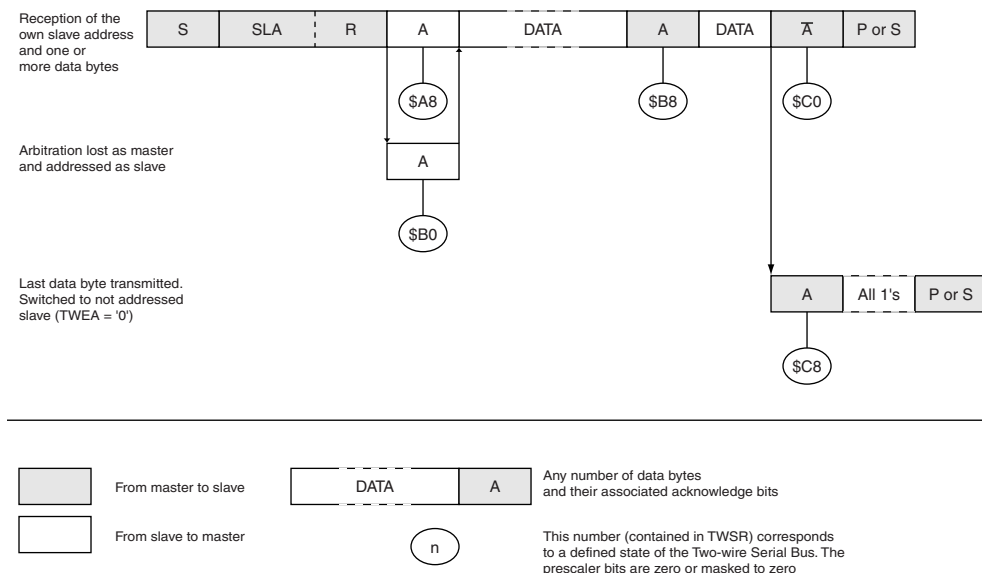 Reception of the
own slave address
and one or
more data bytes
S SLA R A DATA A DATA A̅ P or S
$A8 $B8 $C0
Arbitration lost as master
and addressed as slave
A
$B0
Last data byte transmitted.
Switched to not addressed
slave (TWEA = '0')
A All 1's P or S
$C8
From master to slave
DATA A
Any number of data bytes
and their associated acknowledge bits
From slave to master
n
This number (contained in TWSR) corresponds
to a defined state of the Two-wire Serial Bus. The
prescaler bits are zero or masked to zero